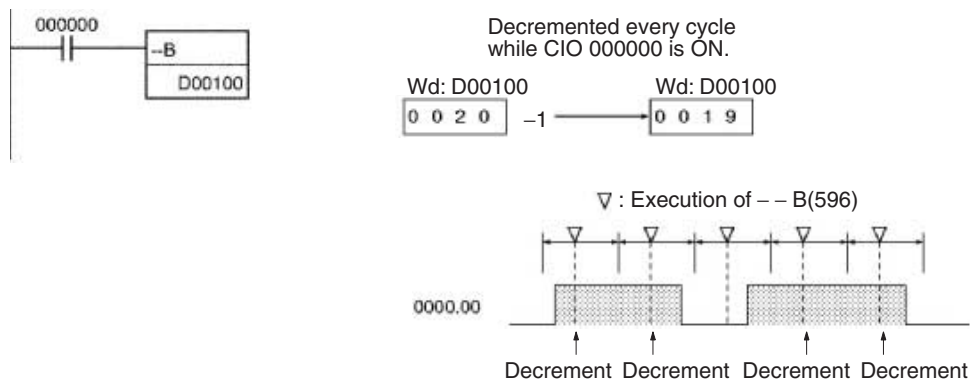 000000
--B
D00100
Decremented every cycle
while CIO 000000 is ON.
Wd: D00100
Wd: D00100
0 0 2 0
–1
0 0 1 9
▽ : Execution of – – B(596)
0000.00
Decrement Decrement Decrement Decrement